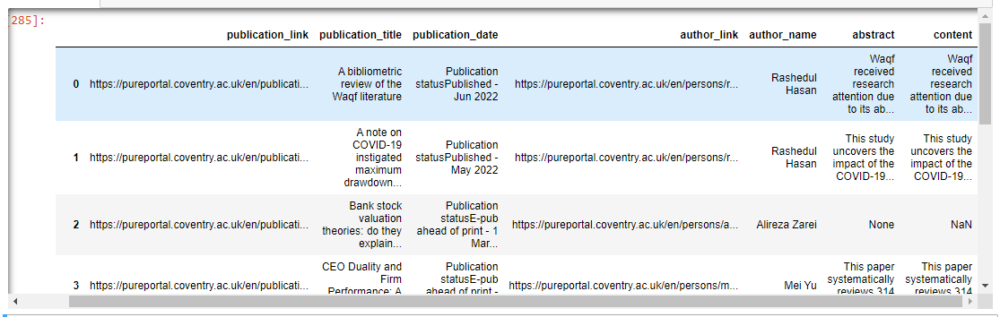 [285]:
publication_link publication_title publication_date author_link author_name abstract content
0 https://pureportal.coventry.ac.uk/en/publicati... A bibliometric review of the Waqf literature Publication statusPublished - Jun 2022 https://pureportal.coventry.ac.uk/en/persons/r... Rashedul Hasan Waqf received research attention due to its ab... Waqf received research attention due to its ab...
1 https://pureportal.coventry.ac.uk/en/publicati... A note on COVID-19 instigated maximum drawdown... Publication statusPublished - May 2022 https://pureportal.coventry.ac.uk/en/persons/r... Rashedul Hasan This study uncovers the impact of the COVID-19... This study uncovers the impact of the COVID-19...
2 https://pureportal.coventry.ac.uk/en/publicati... Bank stock valuation theories: do they explain... Publication statusE-pub ahead of print - 1 Mar... https://pureportal.coventry.ac.uk/en/persons/a... Alireza Zarei None NaN
3 https://pureportal.coventry.ac.uk/en/publicati... CEO Duality and Firm Performance: A Publication statusE-pub ahead of print - https://pureportal.coventry.ac.uk/en/persons/m... Mei Yu This paper systematically reviews 314 This paper systematically reviews 314